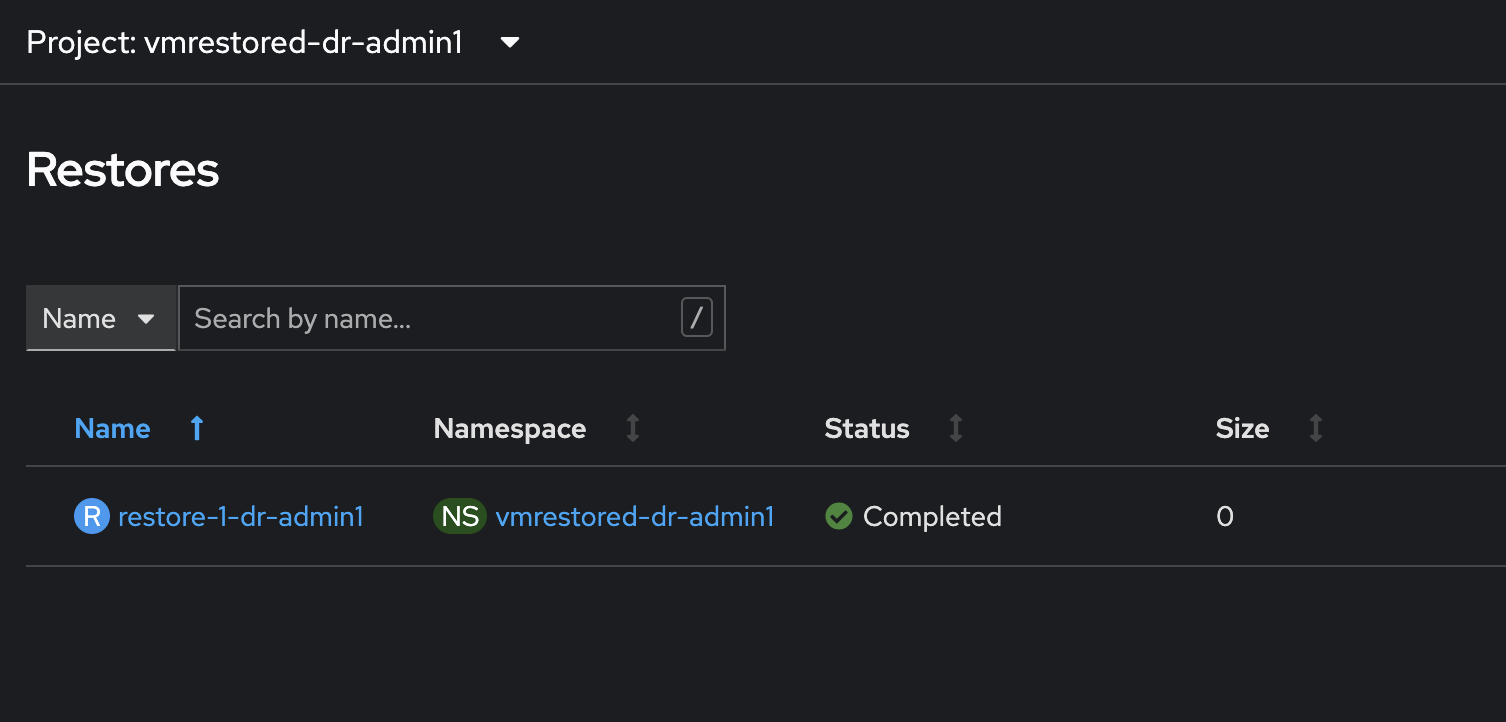 Project: vmrestored-dr-admin1
Restores
Name Search by name... /
Name Namespace Status Size
R restore-1-dr-admin1 NS vmrestored-dr-admin1 Completed 0